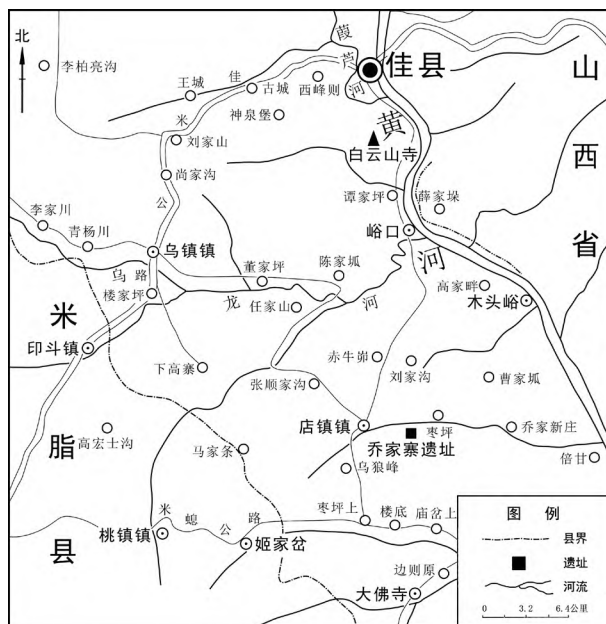 北
李柏亮沟
王城
佳
古城
西峰则
葭
芦
河
佳县
山
西
省
神泉堡
米
刘家山
黄
白云山寺
尚家沟
公
谭家坪
薛家垛
李家川
青杨川
乌镇镇
峪口
河
乌
路
董家坪
陈家坬
高家畔
楼家坪
龙
任家山
河
木头峪
米
印斗镇
下高寨
赤牛峁
刘家沟
曹家坬
张顺家沟
脂
高宏士沟
店镇镇
枣坪
乔家新庄
乔家寨遗址
马家条
乌狼峰
倍甘
县
桃镇镇
米
螅
公
路
姬家岔
枣坪上
楼底
庙岔上
边则原
大佛寺
图 例
县界
遗址
河流
0 3.2 6.4公里